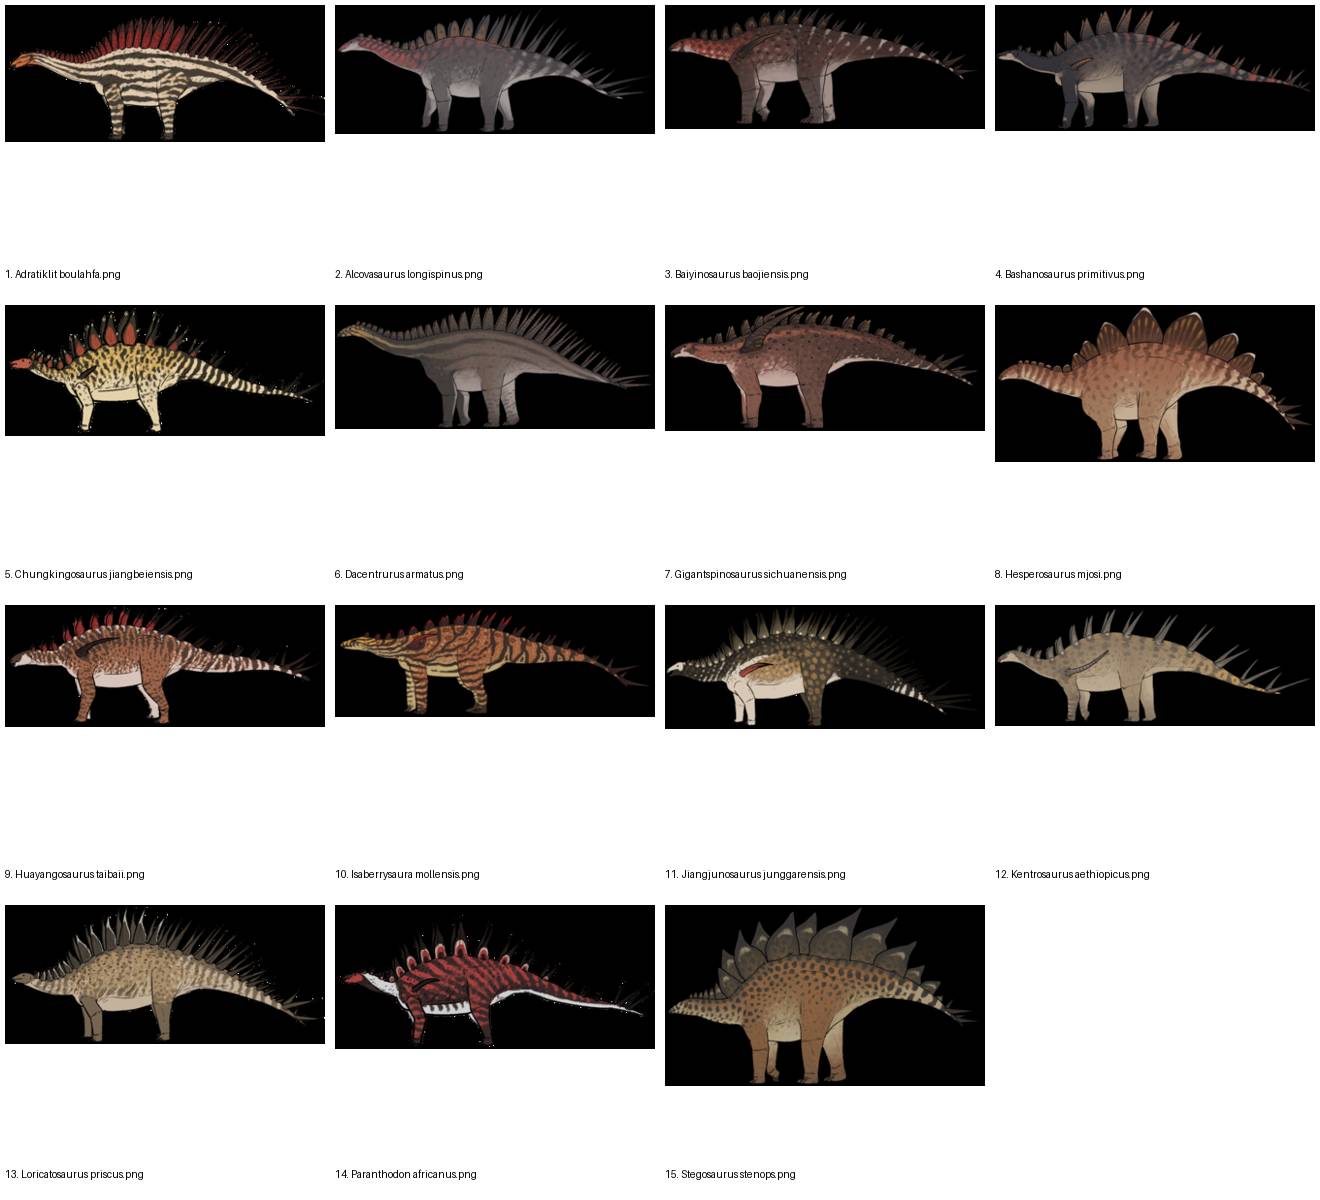 1. Adratiklit boulahfa.png
2. Alcovasaurus longispinus.png
3. Baiyinosaurus baojiensis.png
4. Bashanosaurus primitivus.png
5. Chungkingosaurus jiangbeiensis.png
6. Dacentrurus armatus.png
7. Gigantspinosaurus sichuanensis.png
8. Hesperosaurus mjosi.png
9. Huayangosaurus taibaii.png
10. Isaberrysaura mollensis.png
11. Jiangjunosaurus junggarensis.png
12. Kentrosaurus aethiopicus.png
13. Loricatosaurus priscus.png
14. Paranthodon africanus.png
15. Stegosaurus stenops.png